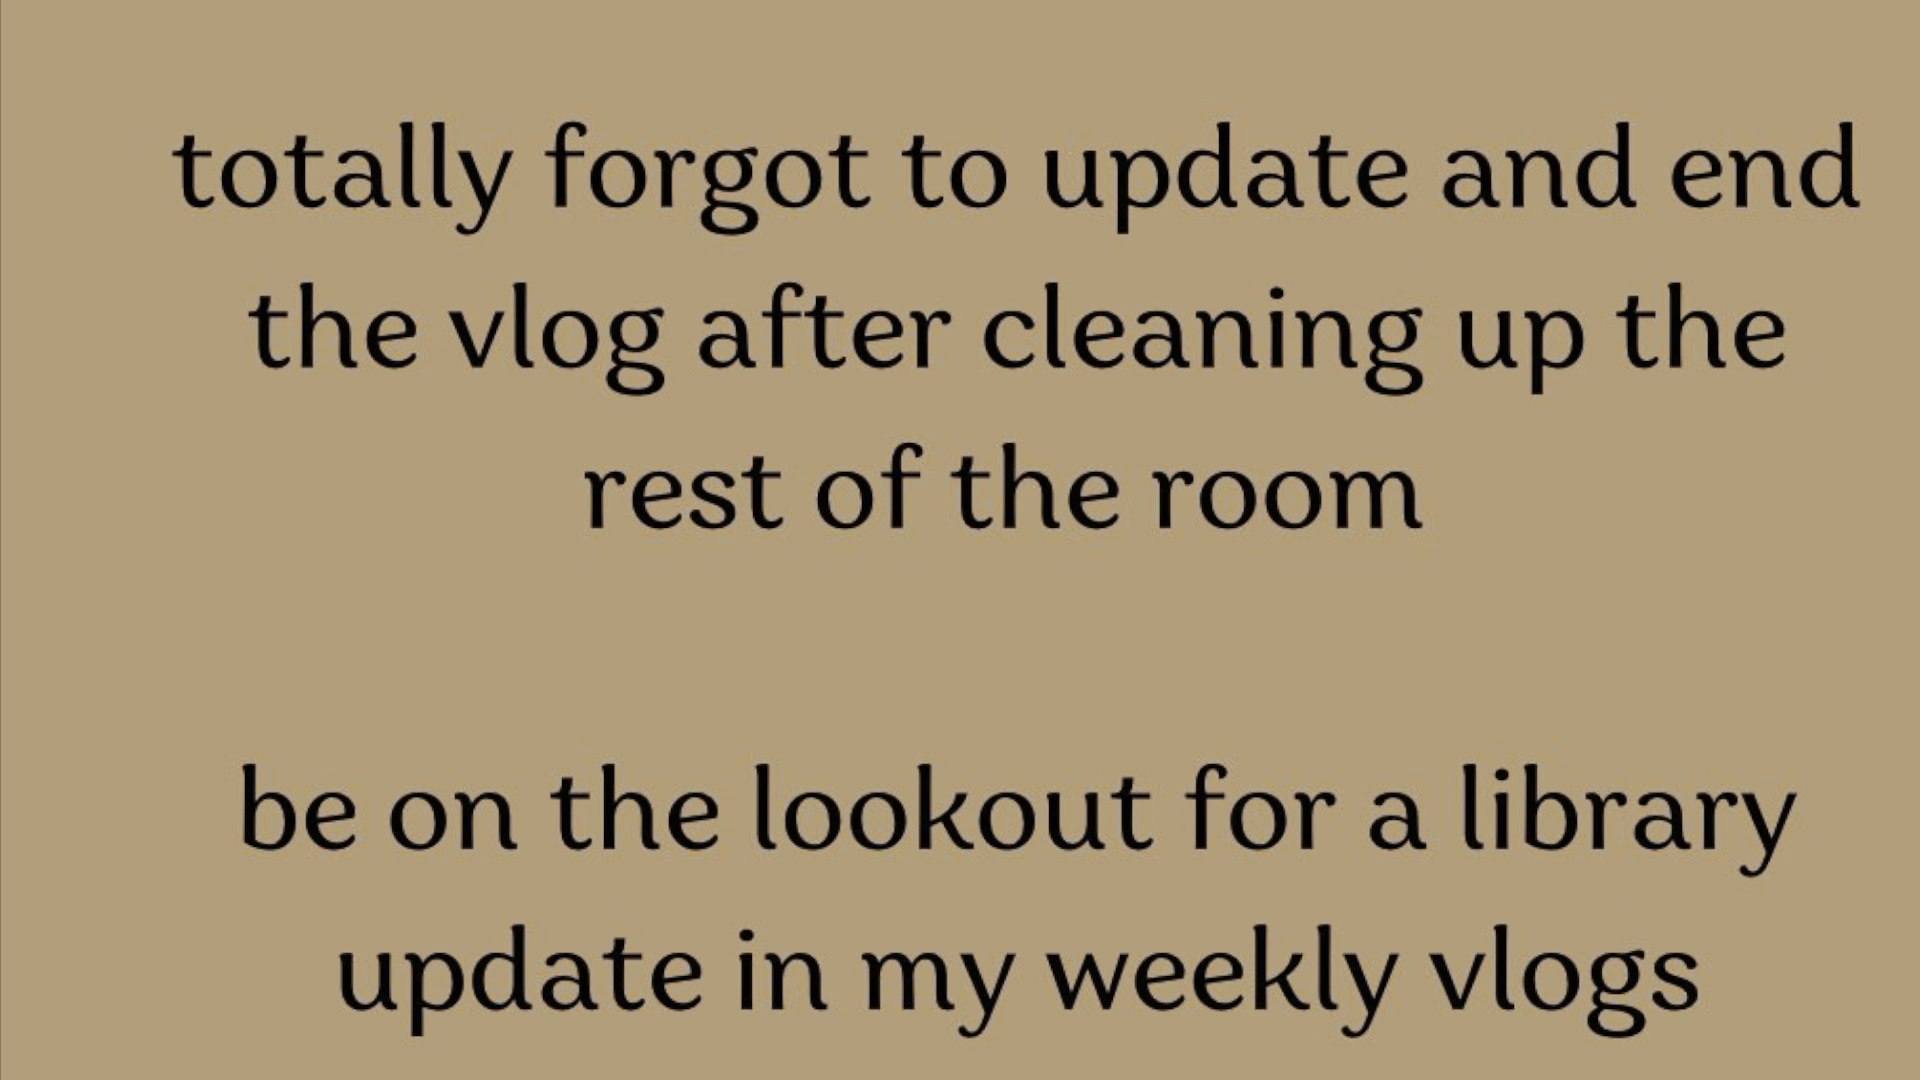 totally forgot to update and end
the vlog after cleaning up the
rest of the room
be on the lookout for a library
update in my weekly vlogs